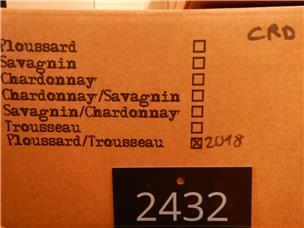 CRD
Ploussard ☐
Savagnin ☐
Chardonnay ☐
Chardonnay/Savagnin ☐
Savagnin/Chardonnay ☐
Trousseau ☐
Ploussard/Trousseau ☒ 2018
2432